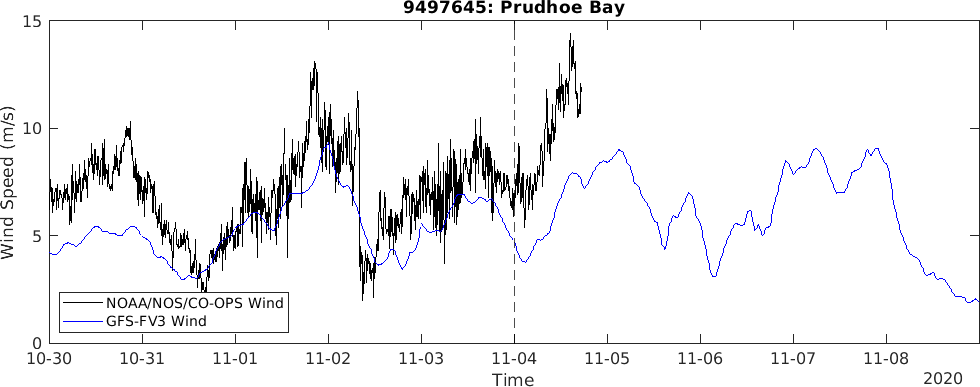 9497645: Prudhoe Bay
15
10
5
0
Wind Speed (m/s)
NOAA/NOS/CO-OPS Wind
GFS-FV3 Wind
10-30 10-31 11-01 11-02 11-03 11-04 11-05 11-06 11-07 11-08
Time
2020